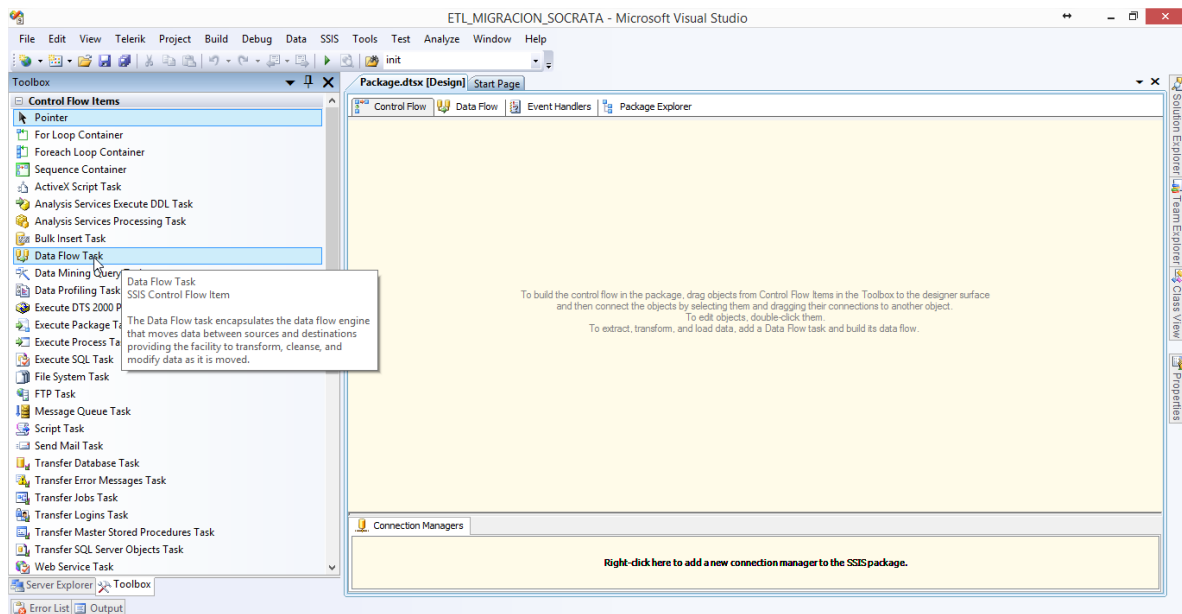 ETL_MIGRACION_SOCRATA - Microsoft Visual Studio
File Edit View Telerik Project Build Debug Data SSIS Tools Test Analyze Window Help
init
Toolbox
Package.dtsx [Design] Start Page
Control Flow Items
Pointer
For Loop Container
Foreach Loop Container
Sequence Container
ActiveX Script Task
Analysis Services Execute DDL Task
Analysis Services Processing Task
Bulk Insert Task
Data Flow Task
Data Mining Query
Data Profiling Task
Execute DTS 2000 P
Execute Package Ta
Execute Process Ta
Execute SQL Task
File System Task
FTP Task
Message Queue Task
Script Task
Send Mail Task
Transfer Database Task
Transfer Error Messages Task
Transfer Jobs Task
Transfer Logins Task
Transfer Master Stored Procedures Task
Transfer SQL Server Objects Task
Web Service Task
Data Flow Task
SSIS Control Flow Item
The Data Flow task encapsulates the data flow engine
that moves data between sources and destinations
providing the facility to transform, cleanse, and
modify data as it is moved.
Server Explorer Toolbox
Error List Output
Control Flow Data Flow Event Handlers Package Explorer
To build the control flow in the package, drag objects from Control Flow Items in the Toolbox to the designer surface
and then connect the objects by selecting them and dragging their connections to another object.
To edit objects, double-click them.
To extract, transform, and load data, add a Data Flow task and build its data flow.
Connection Managers
Right-click here to add a new connection manager to the SSIS package.
Solution Explorer
Team Explorer
Class View
Properties